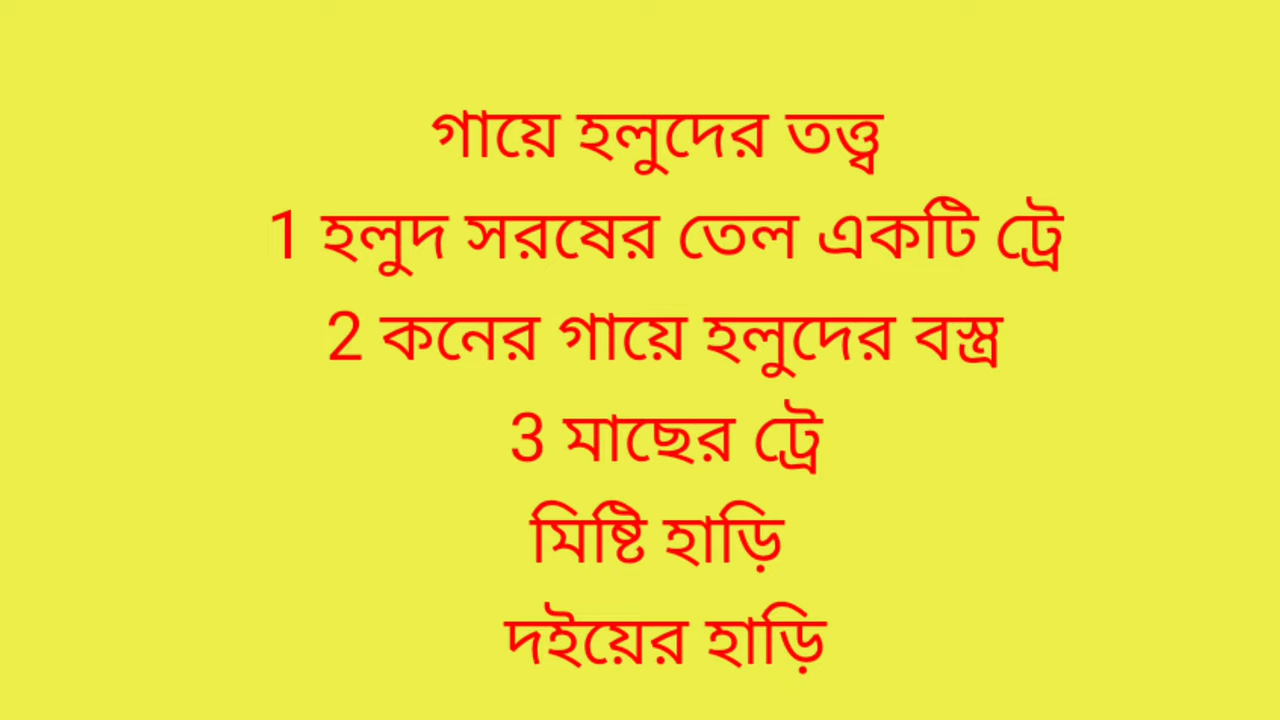 গায়ে হলুদের তত্ত্ব
1 হলুদ সরষের তেল একটি ট্রে
2 কনের গায়ে হলুদের বস্ত্র
3 মাছের ট্রে
মিষ্টি হাড়ি
দইয়ের হাড়ি